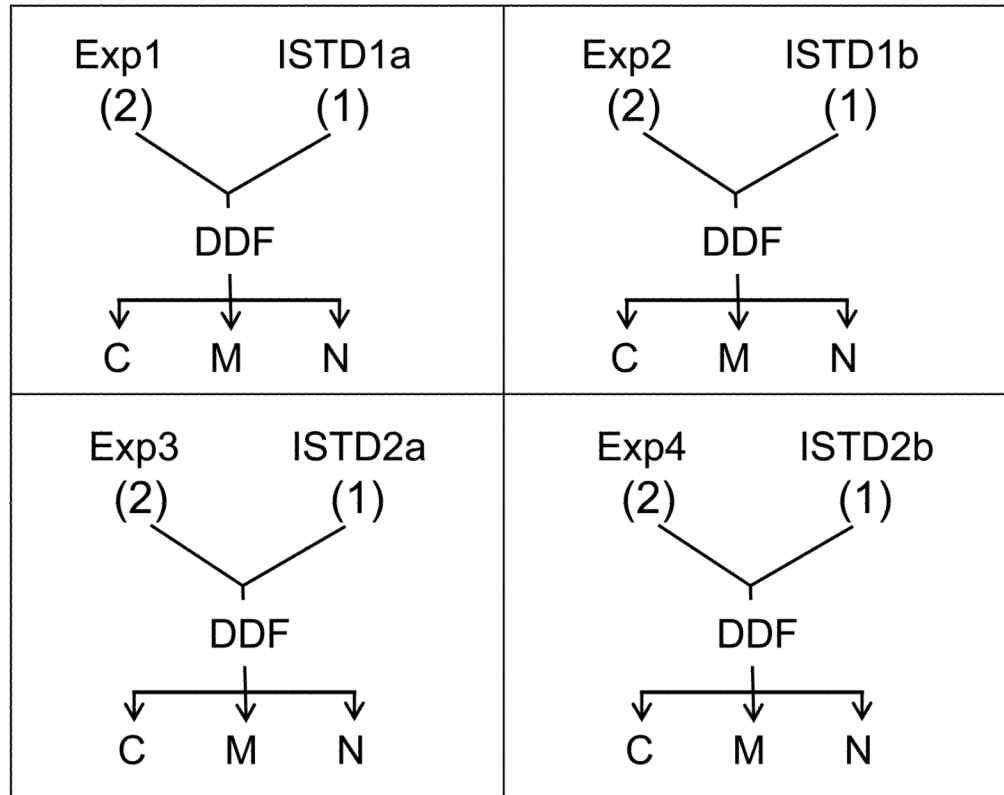 Exp1 ISTD1a
(2) (1)
DDF
C M N
Exp2 ISTD1b
(2) (1)
DDF
C M N
Exp3 ISTD2a
(2) (1)
DDF
C M N
Exp4 ISTD2b
(2) (1)
DDF
C M N